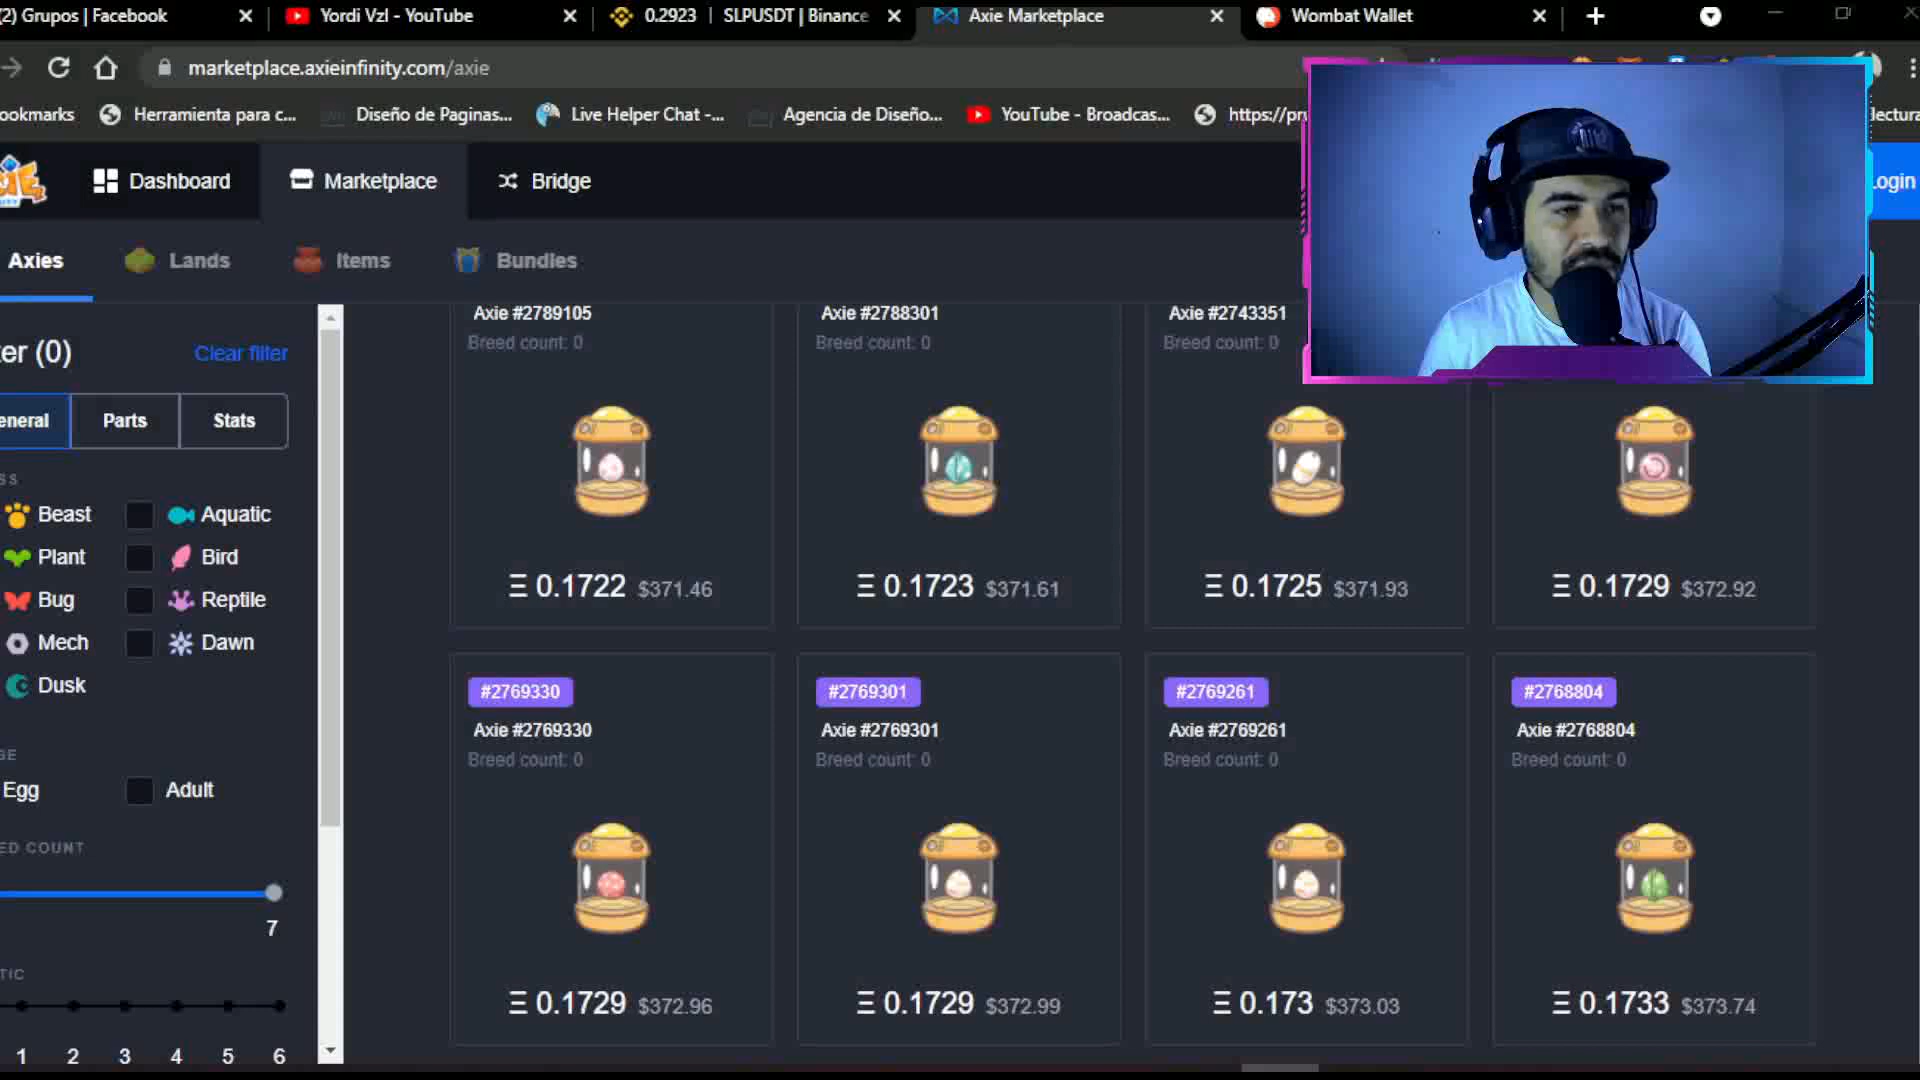 (2) Grupos | Facebook
Yordi Vzl - YouTube
0.2923 | SLPUSDT | Binance
Axie Marketplace
Wombat Wallet
marketplace.axieinfinity.com/axie
ookmarks
Herramienta para c...
Diseño de Paginas...
Live Helper Chat -...
Agencia de Diseño...
YouTube - Broadcas...
https://pr
lectura
Dashboard
Marketplace
Bridge
Login
Axies
Lands
Items
Bundles
ter (0)
Clear filter
eneral
Parts
Stats
SS
Beast
Aquatic
Plant
Bird
Bug
Reptile
Mech
Dawn
Dusk
GE
Egg
Adult
ED COUNT
7
TIC
1 2 3 4 5 6
Axie #2789105
Breed count: 0
Ξ 0.1722 $371.46
Axie #2788301
Breed count: 0
Ξ 0.1723 $371.61
Axie #2743351
Breed count: 0
Ξ 0.1725 $371.93
Ξ 0.1729 $372.92
#2769330
Axie #2769330
Breed count: 0
Ξ 0.1729 $372.96
#2769301
Axie #2769301
Breed count: 0
Ξ 0.1729 $372.99
#2769261
Axie #2769261
Breed count: 0
Ξ 0.173 $373.03
#2768804
Axie #2768804
Breed count: 0
Ξ 0.1733 $373.74